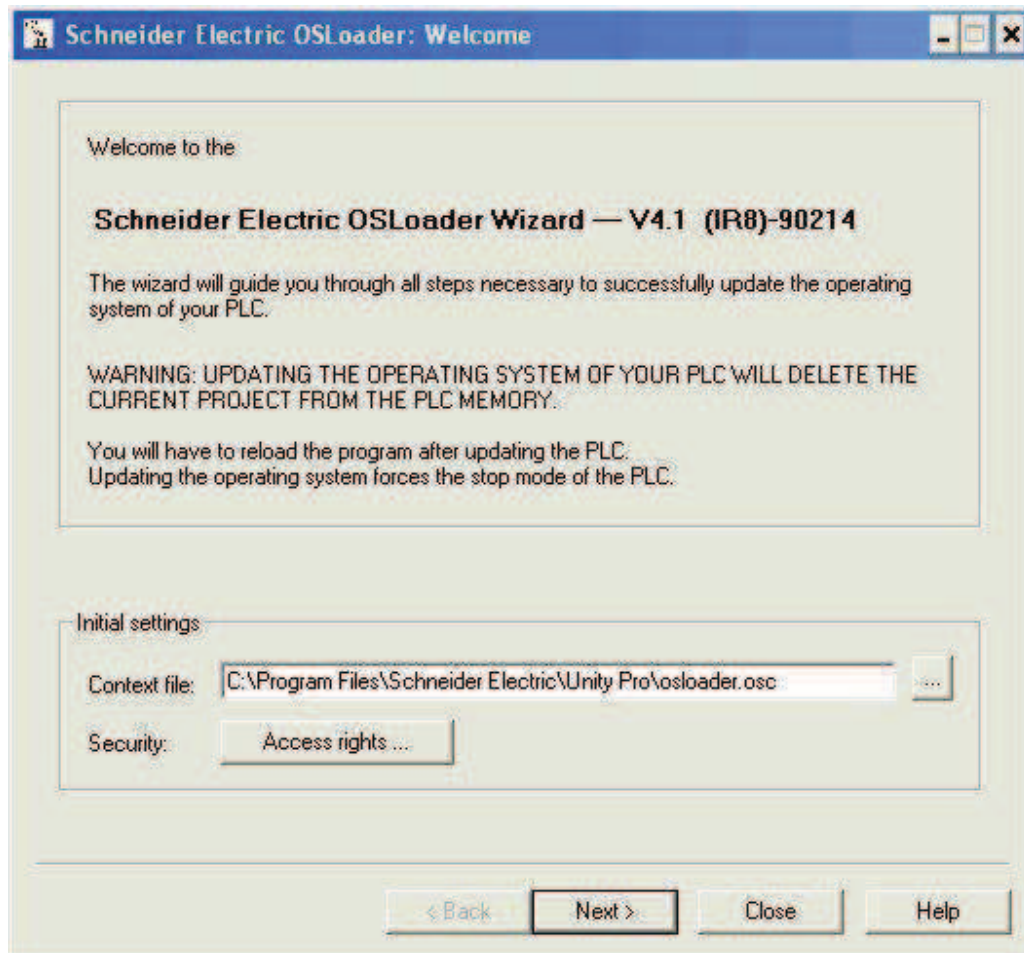 Schneider Electric OSLoader: Welcome
Welcome to the
Schneider Electric OSLoader Wizard — V4.1 (IR8)-90214
The wizard will guide you through all steps necessary to successfully update the operating
system of your PLC.
WARNING: UPDATING THE OPERATING SYSTEM OF YOUR PLC WILL DELETE THE
CURRENT PROJECT FROM THE PLC MEMORY.
You will have to reload the program after updating the PLC.
Updating the operating system forces the stop mode of the PLC.
Initial settings
Context file: C:\Program Files\Schneider Electric\Unity Pro\osloader.osc ...
Security: Access rights ...
< Back Next > Close Help